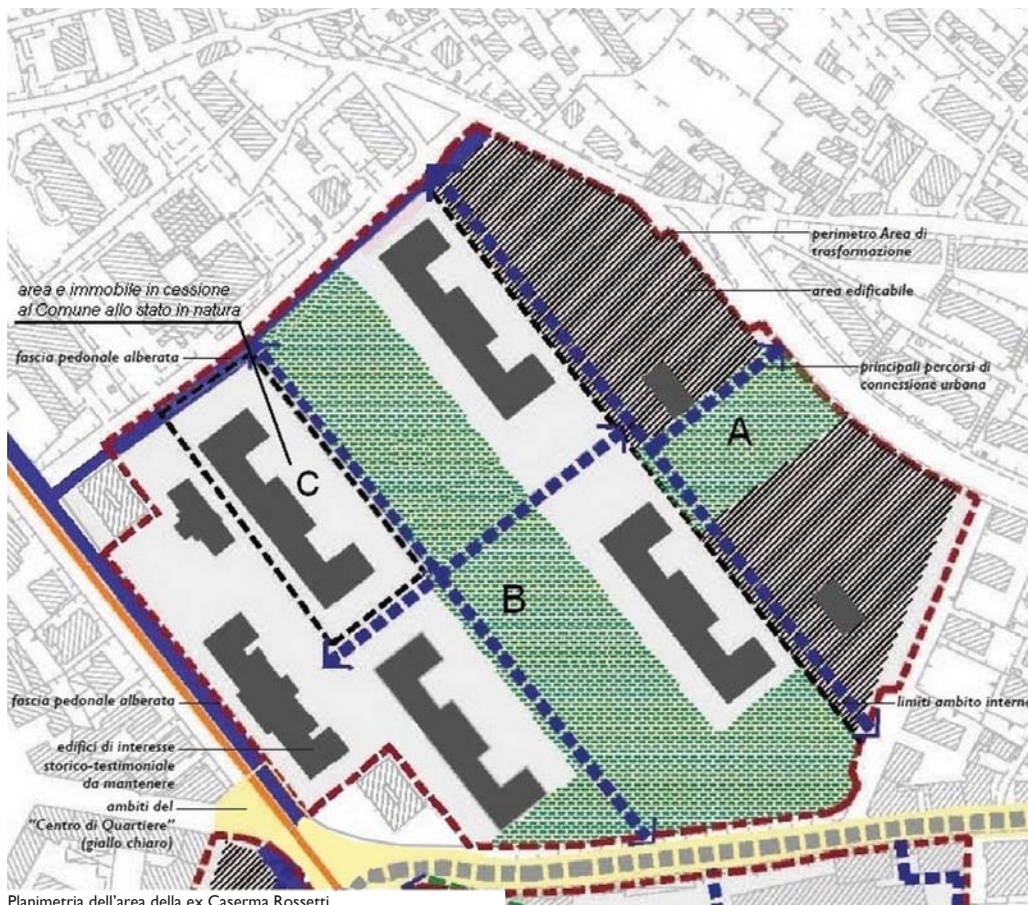 perimetro Area di
trasformazione
area e immobile in cessione
al Comune allo stato in natura
area edificabile
fascia pedonale alberata
principali percorsi di
connessione urbana
A
C
B
fascia pedonale alberata
limiti ambito interno
edifici di interesse
storico-testimoniale
da mantenere
ambiti del
"Centro di Quartiere"
(giallo chiaro)
Planimetria dell'area della ex Caserma Rossetti